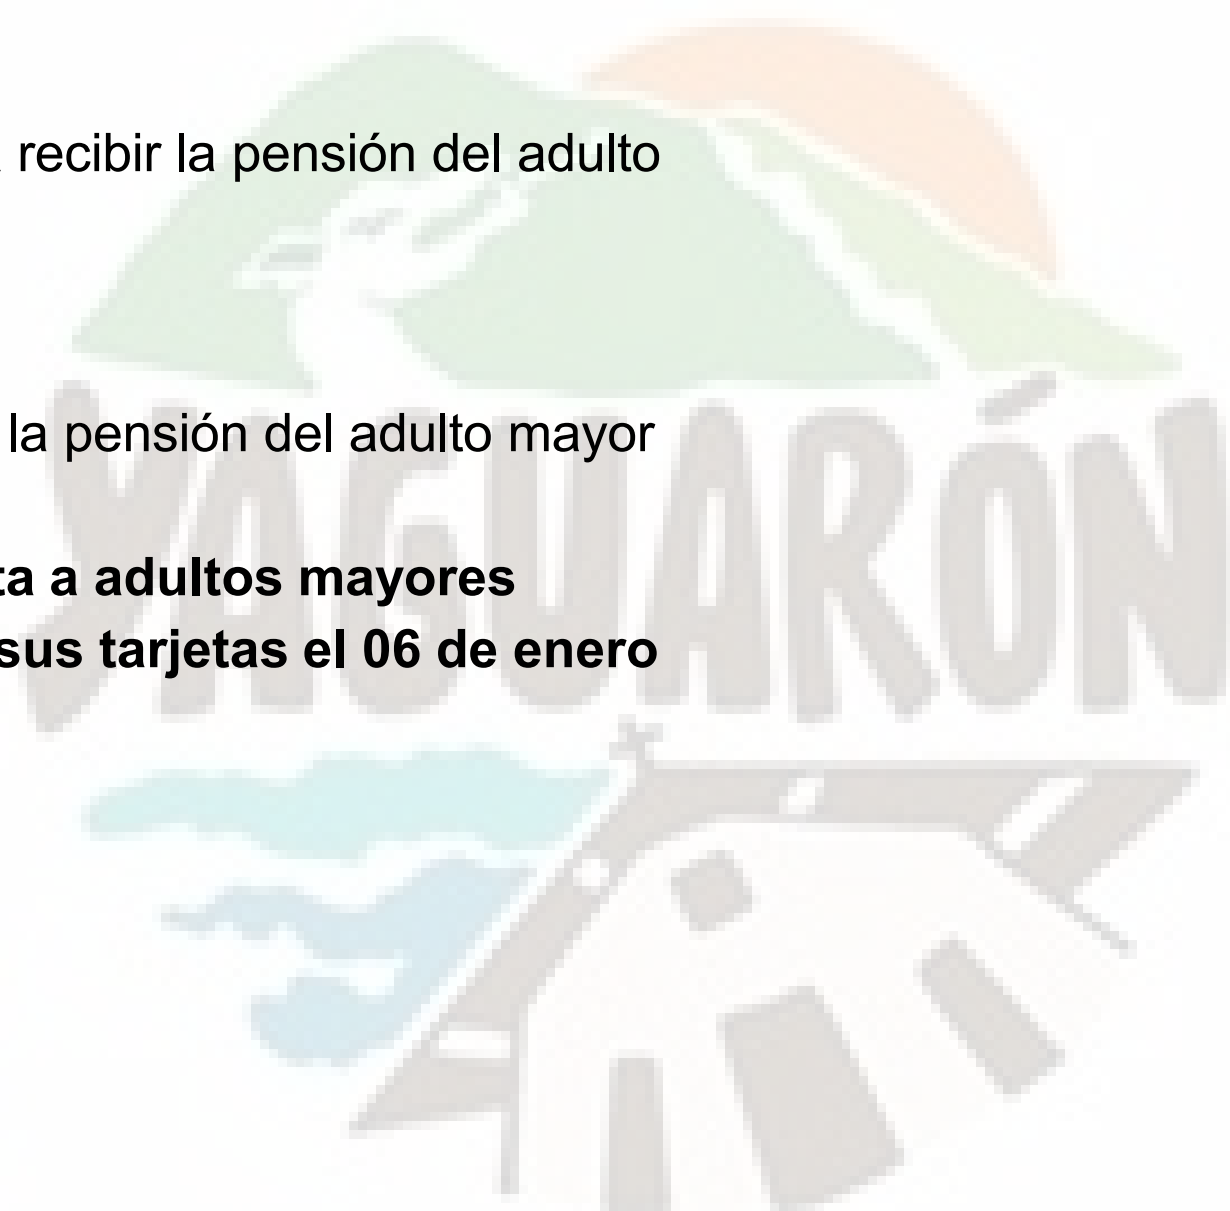 recibir la pensión del adulto
la pensión del adulto mayor
YAGUARÓN
ta a adultos mayores
sus tarjetas el 06 de enero